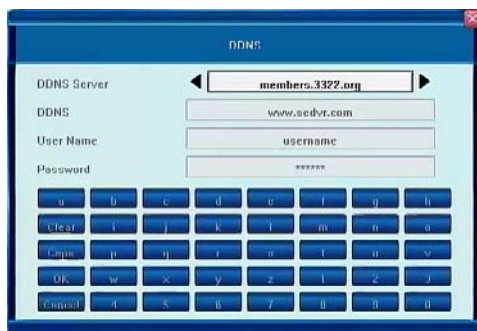 DDNS
DDNS Server members.3322.org
DDNS www.scdvr.com
User Name username
Password ******
a b c d e f g h
Clear i j k l m n o
p q r s t u v
OK w x y z 1 2 3
Cancel 4 5 6 7 8 9 0